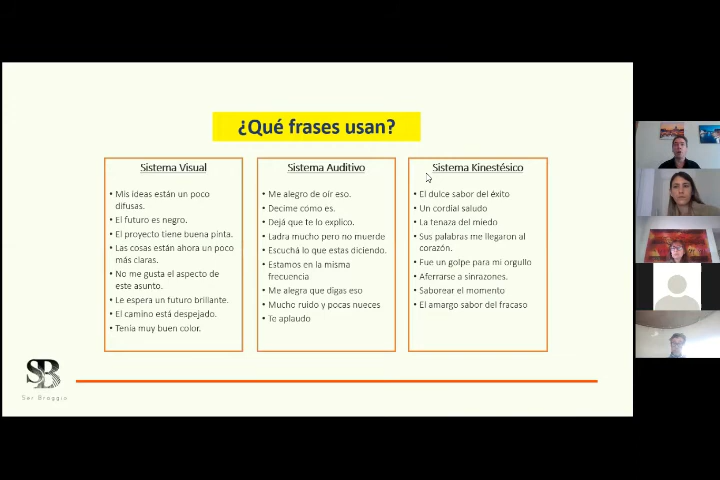 ¿Qué frases usan?
Sistema Visual
• Mis ideas están un poco
difusas.
• El futuro es negro.
• El proyecto tiene buena pinta.
• Las cosas están ahora un poco
más claras.
• No me gusta el aspecto de
este asunto.
• Le espera un futuro brillante.
• El camino está despejado.
• Tenía muy buen color.
Sistema Auditivo
• Me alegro de oír eso.
• Decime cómo es.
• Dejá que te lo explico.
• Ladra mucho pero no muerde
• Escuchá lo que estas diciendo.
• Estamos en la misma
frecuencia
• Me alegra que digas eso
• Mucho ruido y pocas nueces
• Te aplaudo
Sistema Kinestésico
• El dulce sabor del éxito
• Un cordial saludo
• La tenaza del miedo
• Sus palabras me llegaron al
corazón.
• Fue un golpe para mi orgullo
• Aferrarse a sinrazones.
• Saborear el momento
• El amargo sabor del fracaso
SB
Ser Braggio